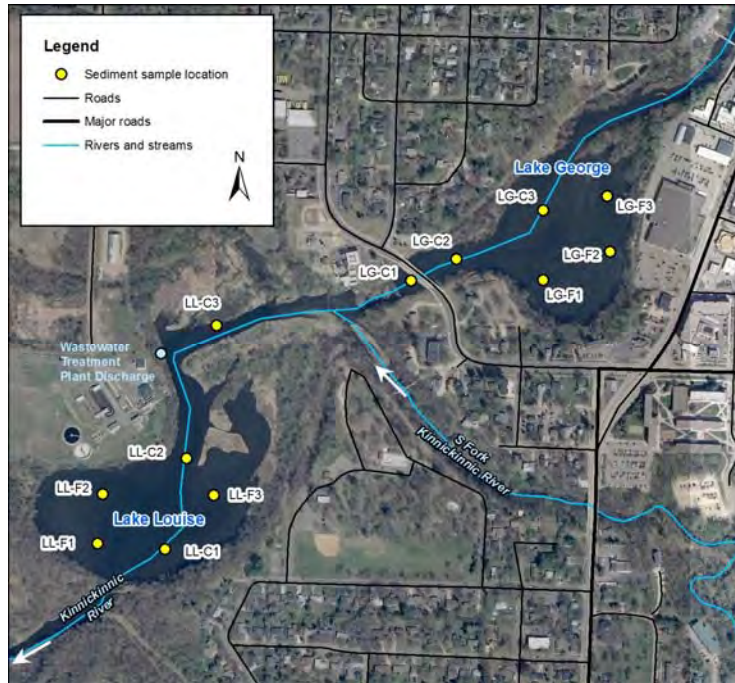 Legend
Sediment sample location
Roads
Major roads
Rivers and streams
N
Lake George
LG-C3
LG-F3
LG-C2
LG-F2
LG-C1
LG-F1
LL-C3
Wastewater
Treatment
Plant Discharge
S Fork
Kinnickinnic River
LL-C2
LL-F2
LL-F3
Lake Louise
LL-F1
LL-C1
Kinnickinnic
River